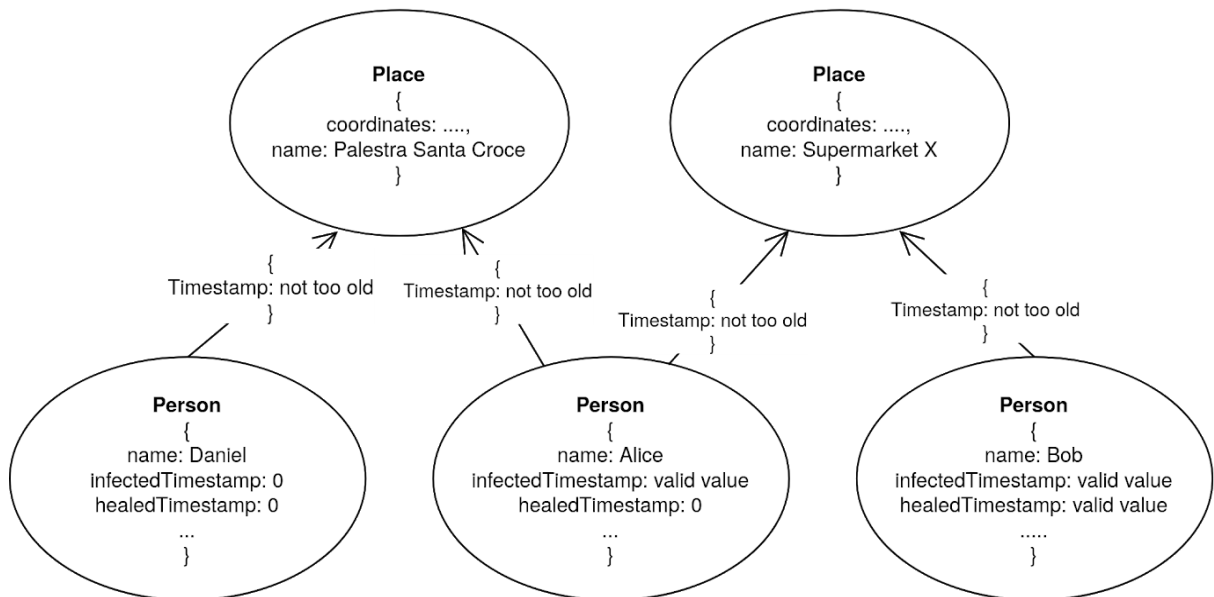 Place
{
coordinates: ....,
name: Palestra Santa Croce
}
Place
{
coordinates: ....,
name: Supermarket X
}
{
Timestamp: not too old
}
{
Timestamp: not too old
}
{
Timestamp: not too old
}
{
Timestamp: not too old
}
Person
{
name: Daniel
infectedTimestamp: 0
healedTimestamp: 0
...
}
Person
{
name: Alice
infectedTimestamp: valid value
healedTimestamp: 0
...
}
Person
{
name: Bob
infectedTimestamp: valid value
healedTimestamp: valid value
.....
}